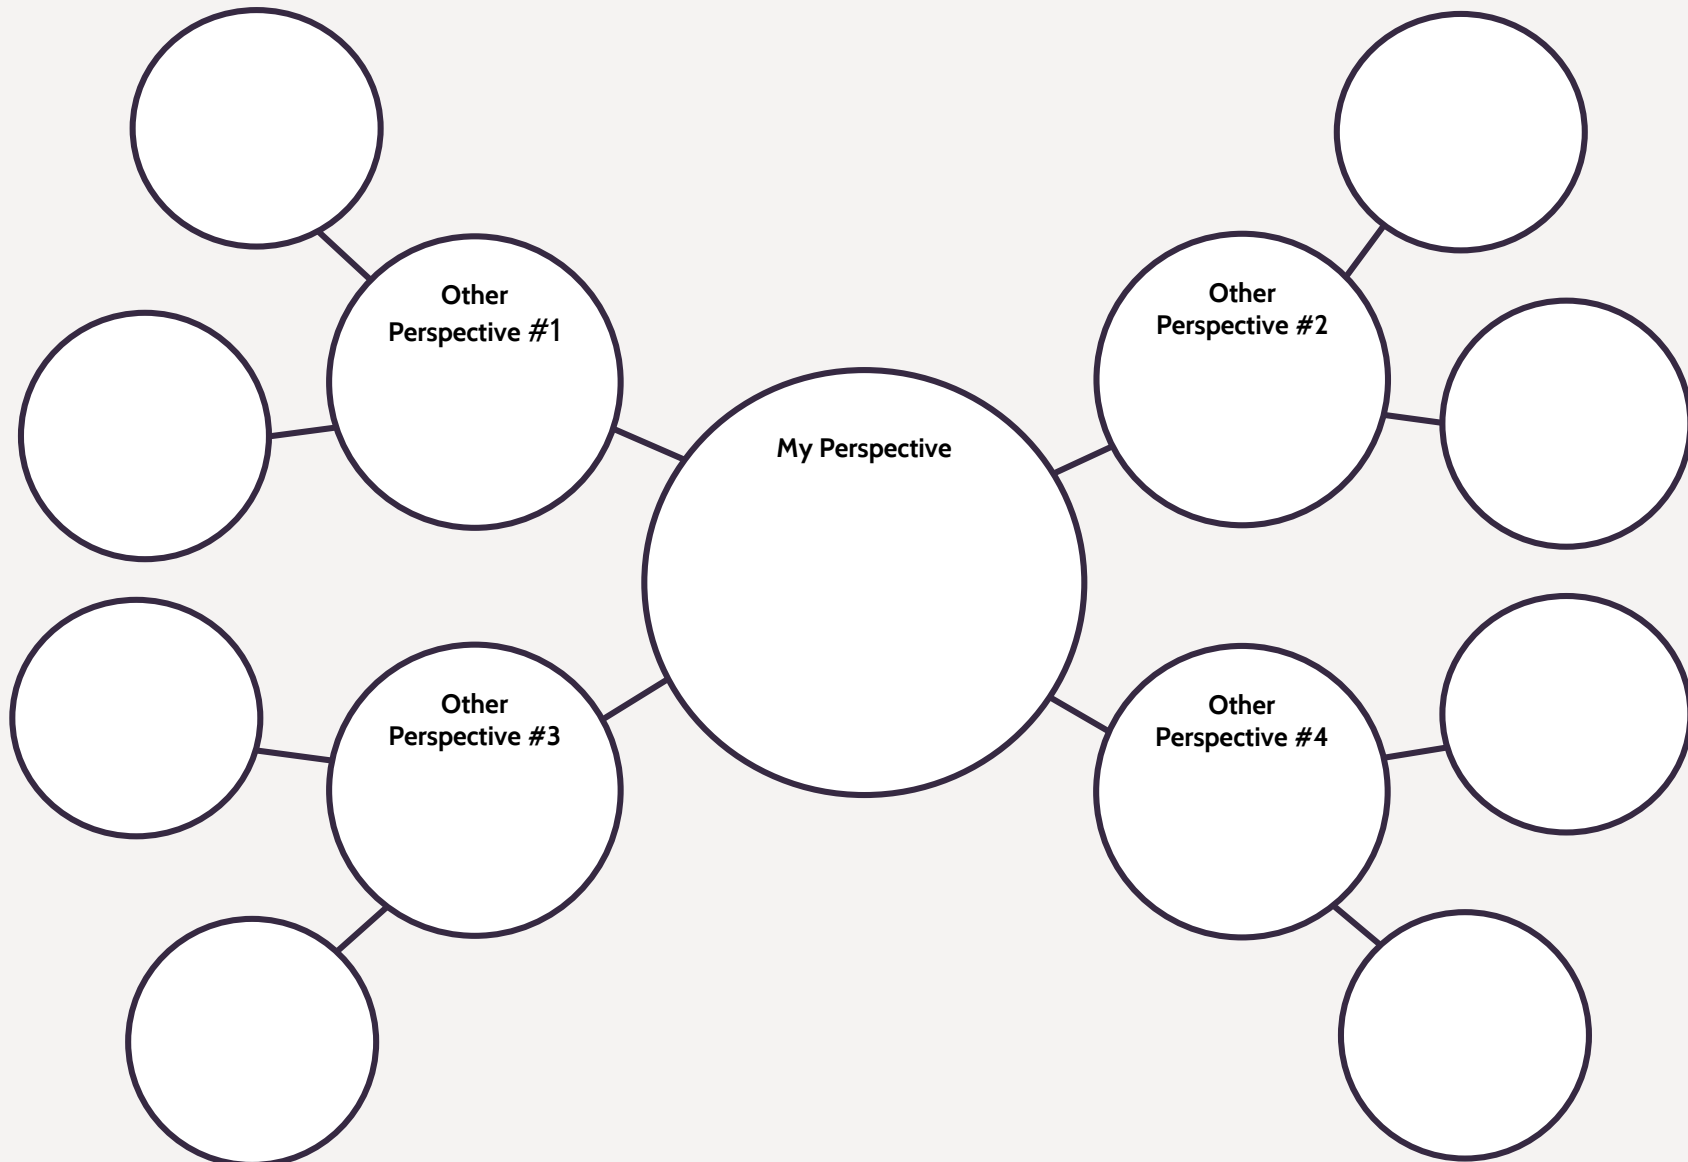 Other
Perspective #1
Other
Perspective #2
My Perspective
Other
Perspective #3
Other
Perspective #4